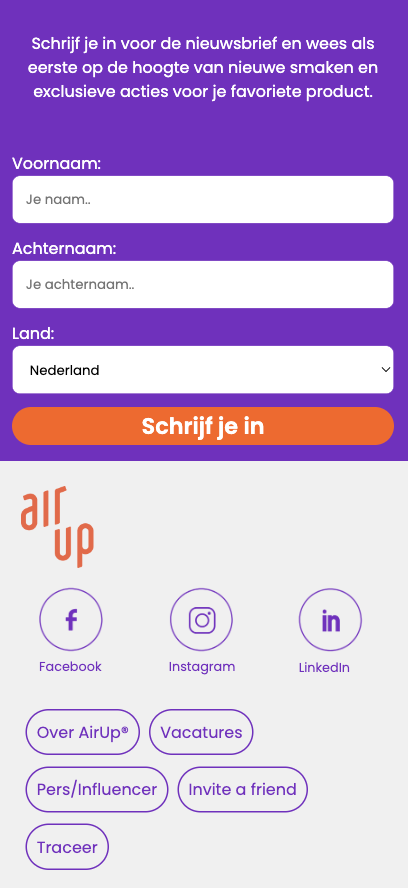 Schrijf je in voor de nieuwsbrief en wees als
eerste op de hoogte van nieuwe smaken en
exclusieve acties voor je favoriete product.
Voornaam:
Je naam..
Achternaam:
Je achternaam..
Land:
Nederland
Schrijf je in
air
up
Facebook Instagram LinkedIn
Over AirUp® Vacatures
Pers/Influencer Invite a friend
Traceer